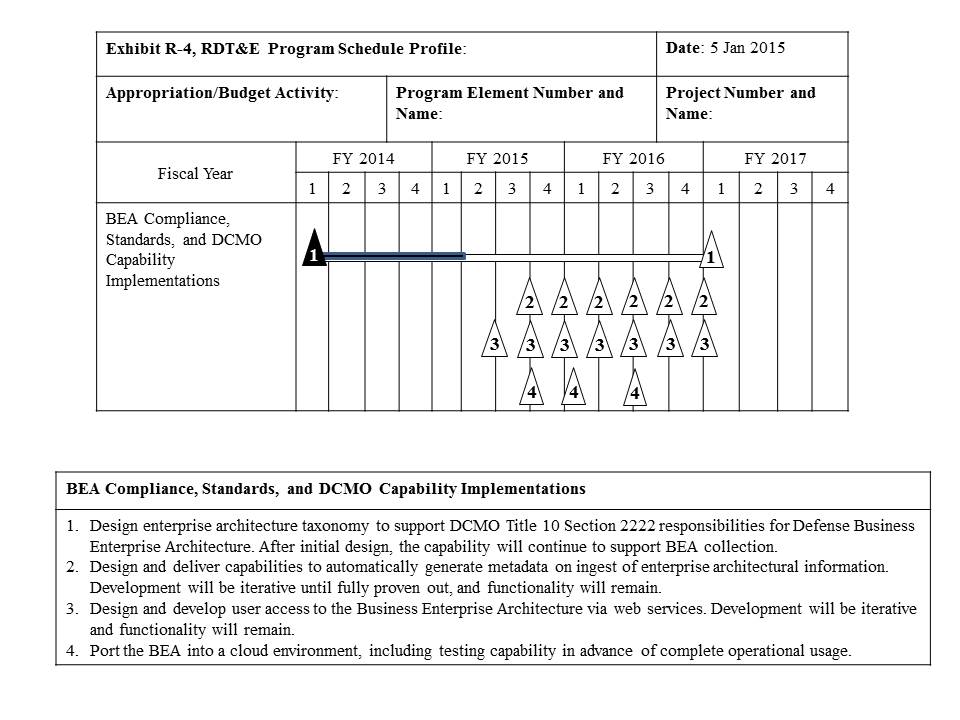 Exhibit R-4, RDT&E Program Schedule Profile:
Date: 5 Jan 2015
Appropriation/Budget Activity:
Program Element Number and
Name:
Project Number and
Name:
Fiscal Year
FY 2014
FY 2015
FY 2016
FY 2017
1 2 3 4 1 2 3 4 1 2 3 4 1 2 3 4
BEA Compliance,
Standards, and DCMO
Capability
Implementations
1 1
2 2 2 2 2 2
3 3 3 3 3 3 3
4 4 4
BEA Compliance, Standards, and DCMO Capability Implementations
1. Design enterprise architecture taxonomy to support DCMO Title 10 Section 2222 responsibilities for Defense Business
Enterprise Architecture. After initial design, the capability will continue to support BEA collection.
2. Design and deliver capabilities to automatically generate metadata on ingest of enterprise architectural information.
Development will be iterative until fully proven out, and functionality will remain.
3. Design and develop user access to the Business Enterprise Architecture via web services. Development will be iterative
and functionality will remain.
4. Port the BEA into a cloud environment, including testing capability in advance of complete operational usage.